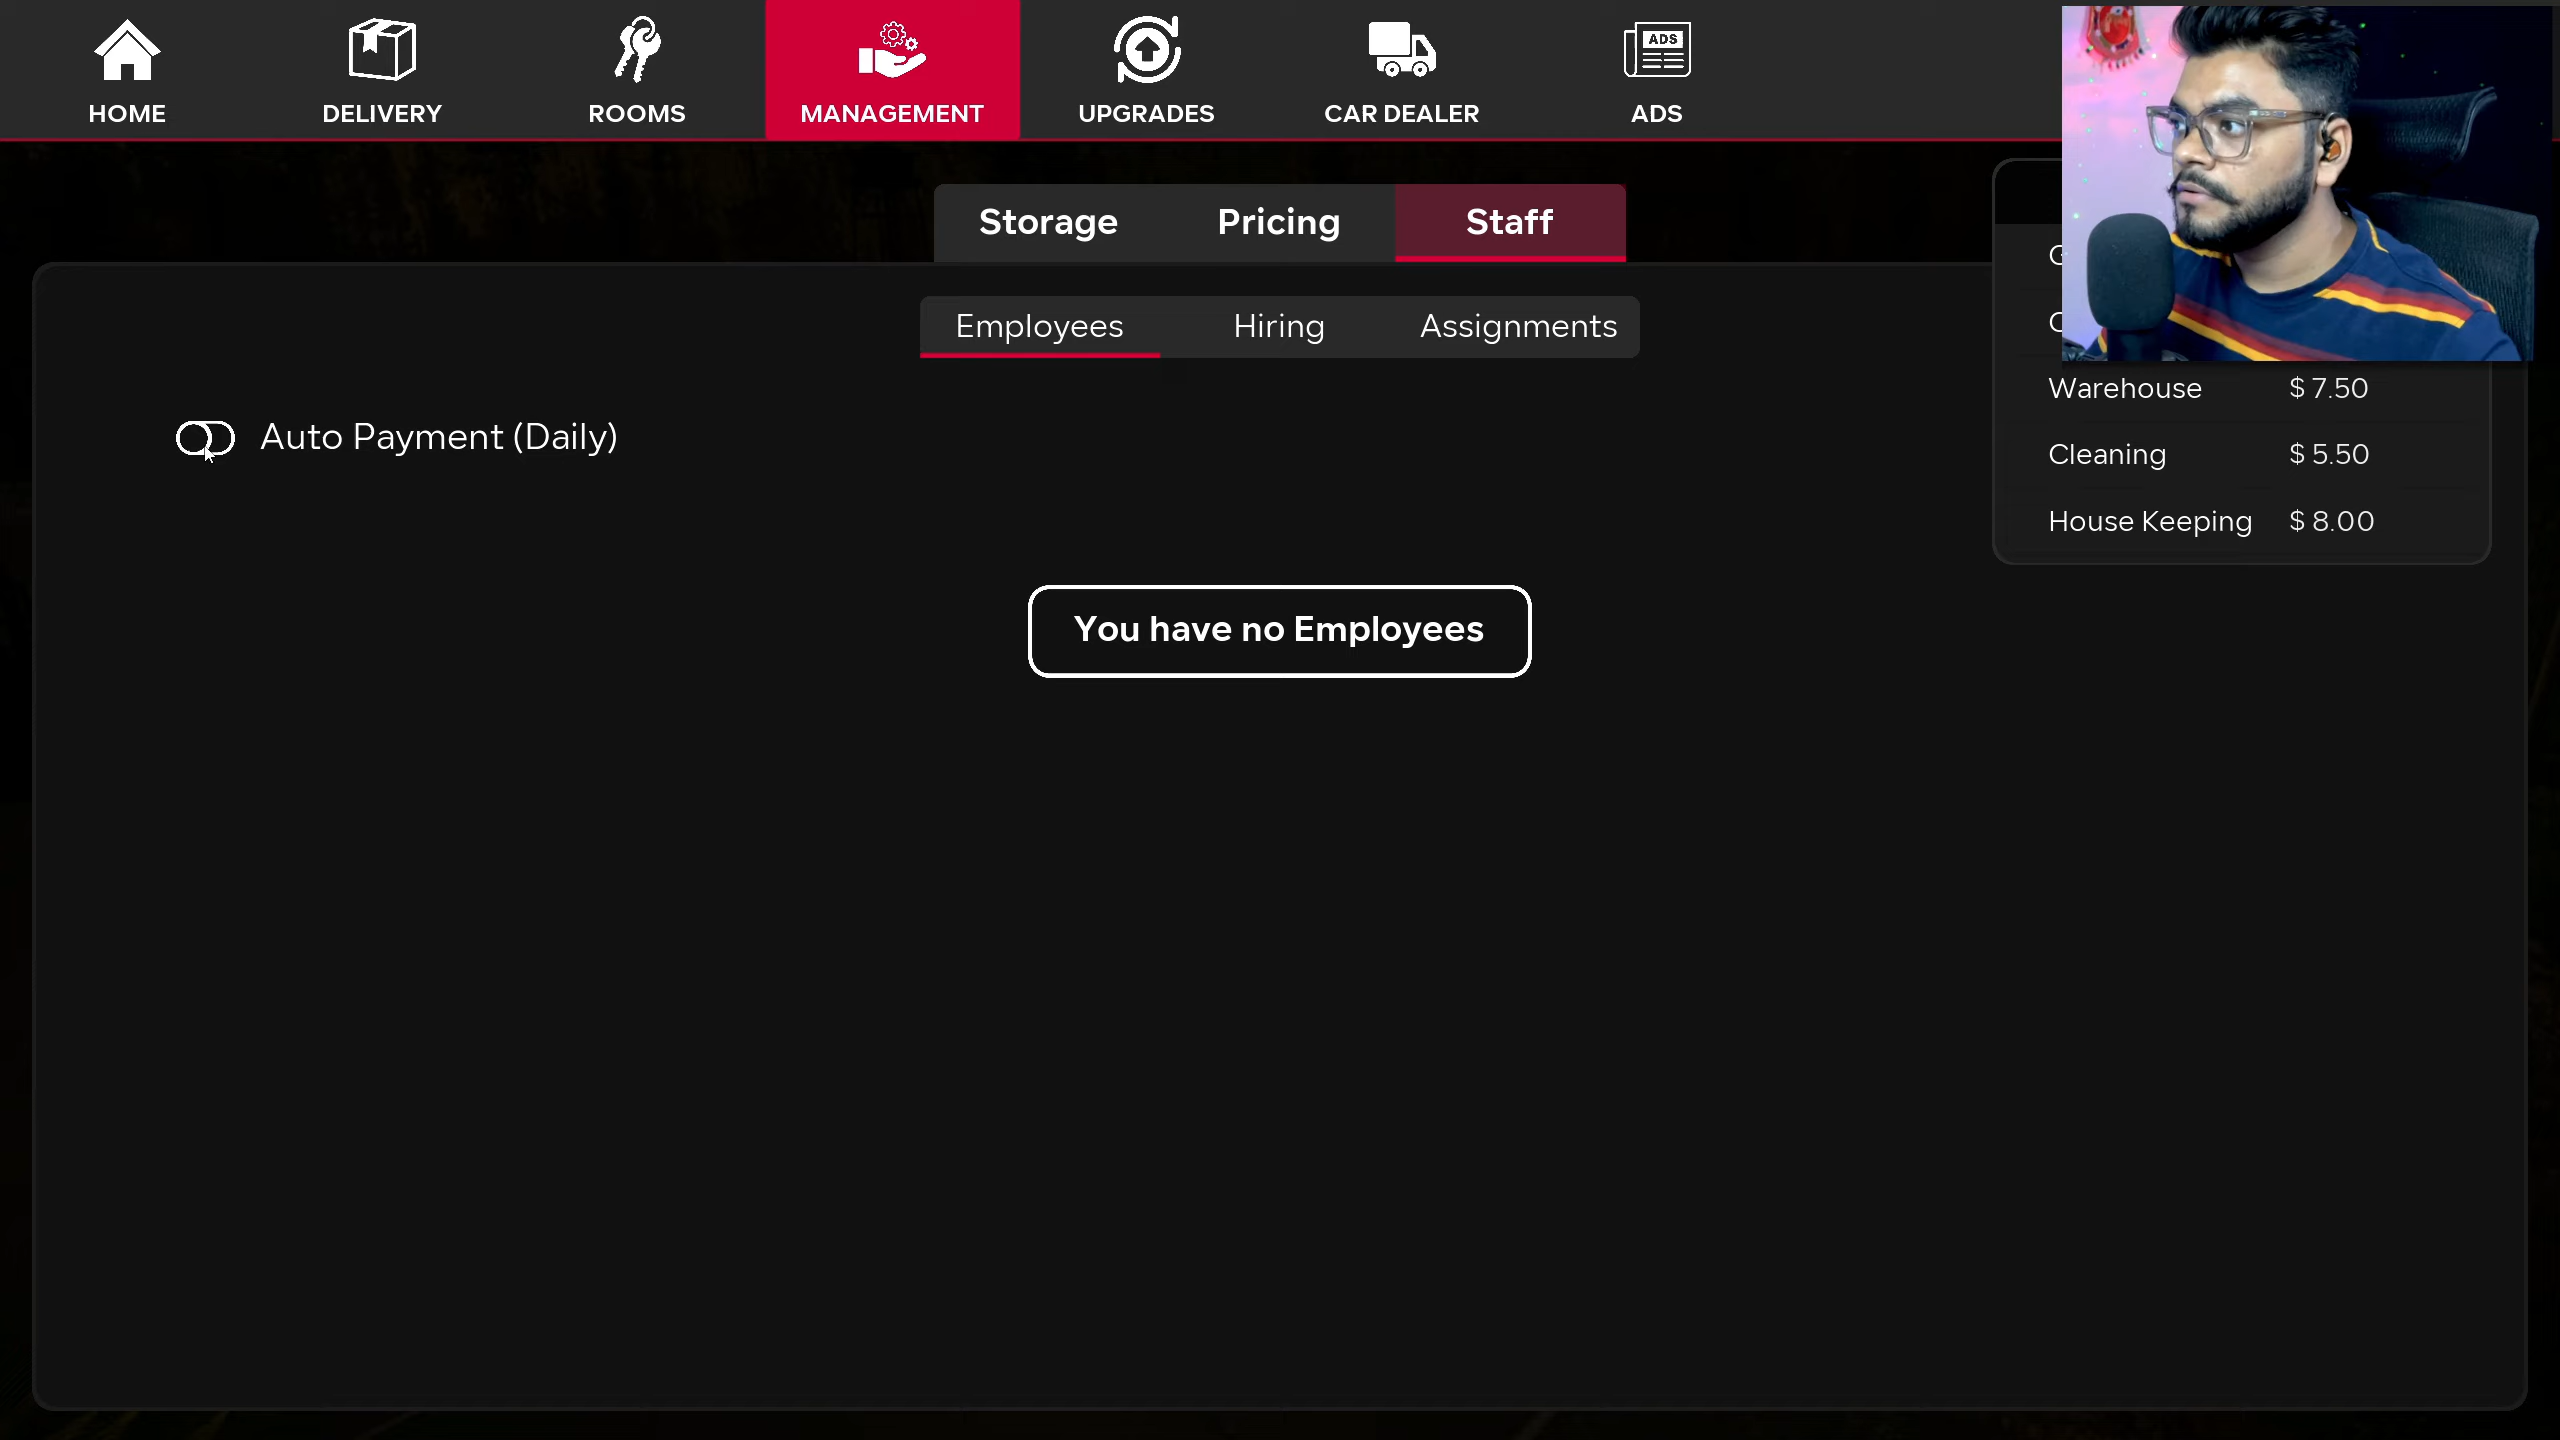 HOME
DELIVERY
ROOMS
MANAGEMENT
UPGRADES
CAR DEALER
ADS
ADS
Storage
Pricing
Staff
Employees
Hiring
Assignments
Auto Payment (Daily)
Warehouse $ 7.50
Cleaning $ 5.50
House Keeping $ 8.00
You have no Employees